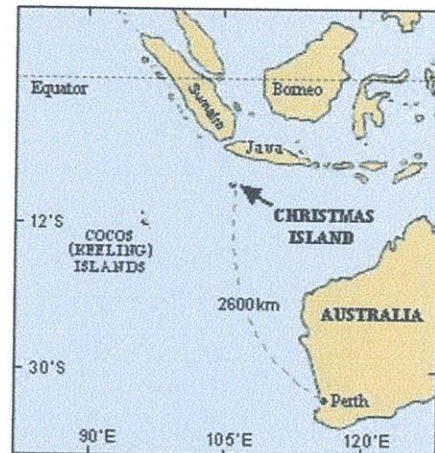 Equator
Sumatra
Borneo
Java
12°S
CHRISTMAS
ISLAND
COCOS
(KEELING)
ISLANDS
2600km
AUSTRALIA
30°S
Perth
90°E
105°E
120°E